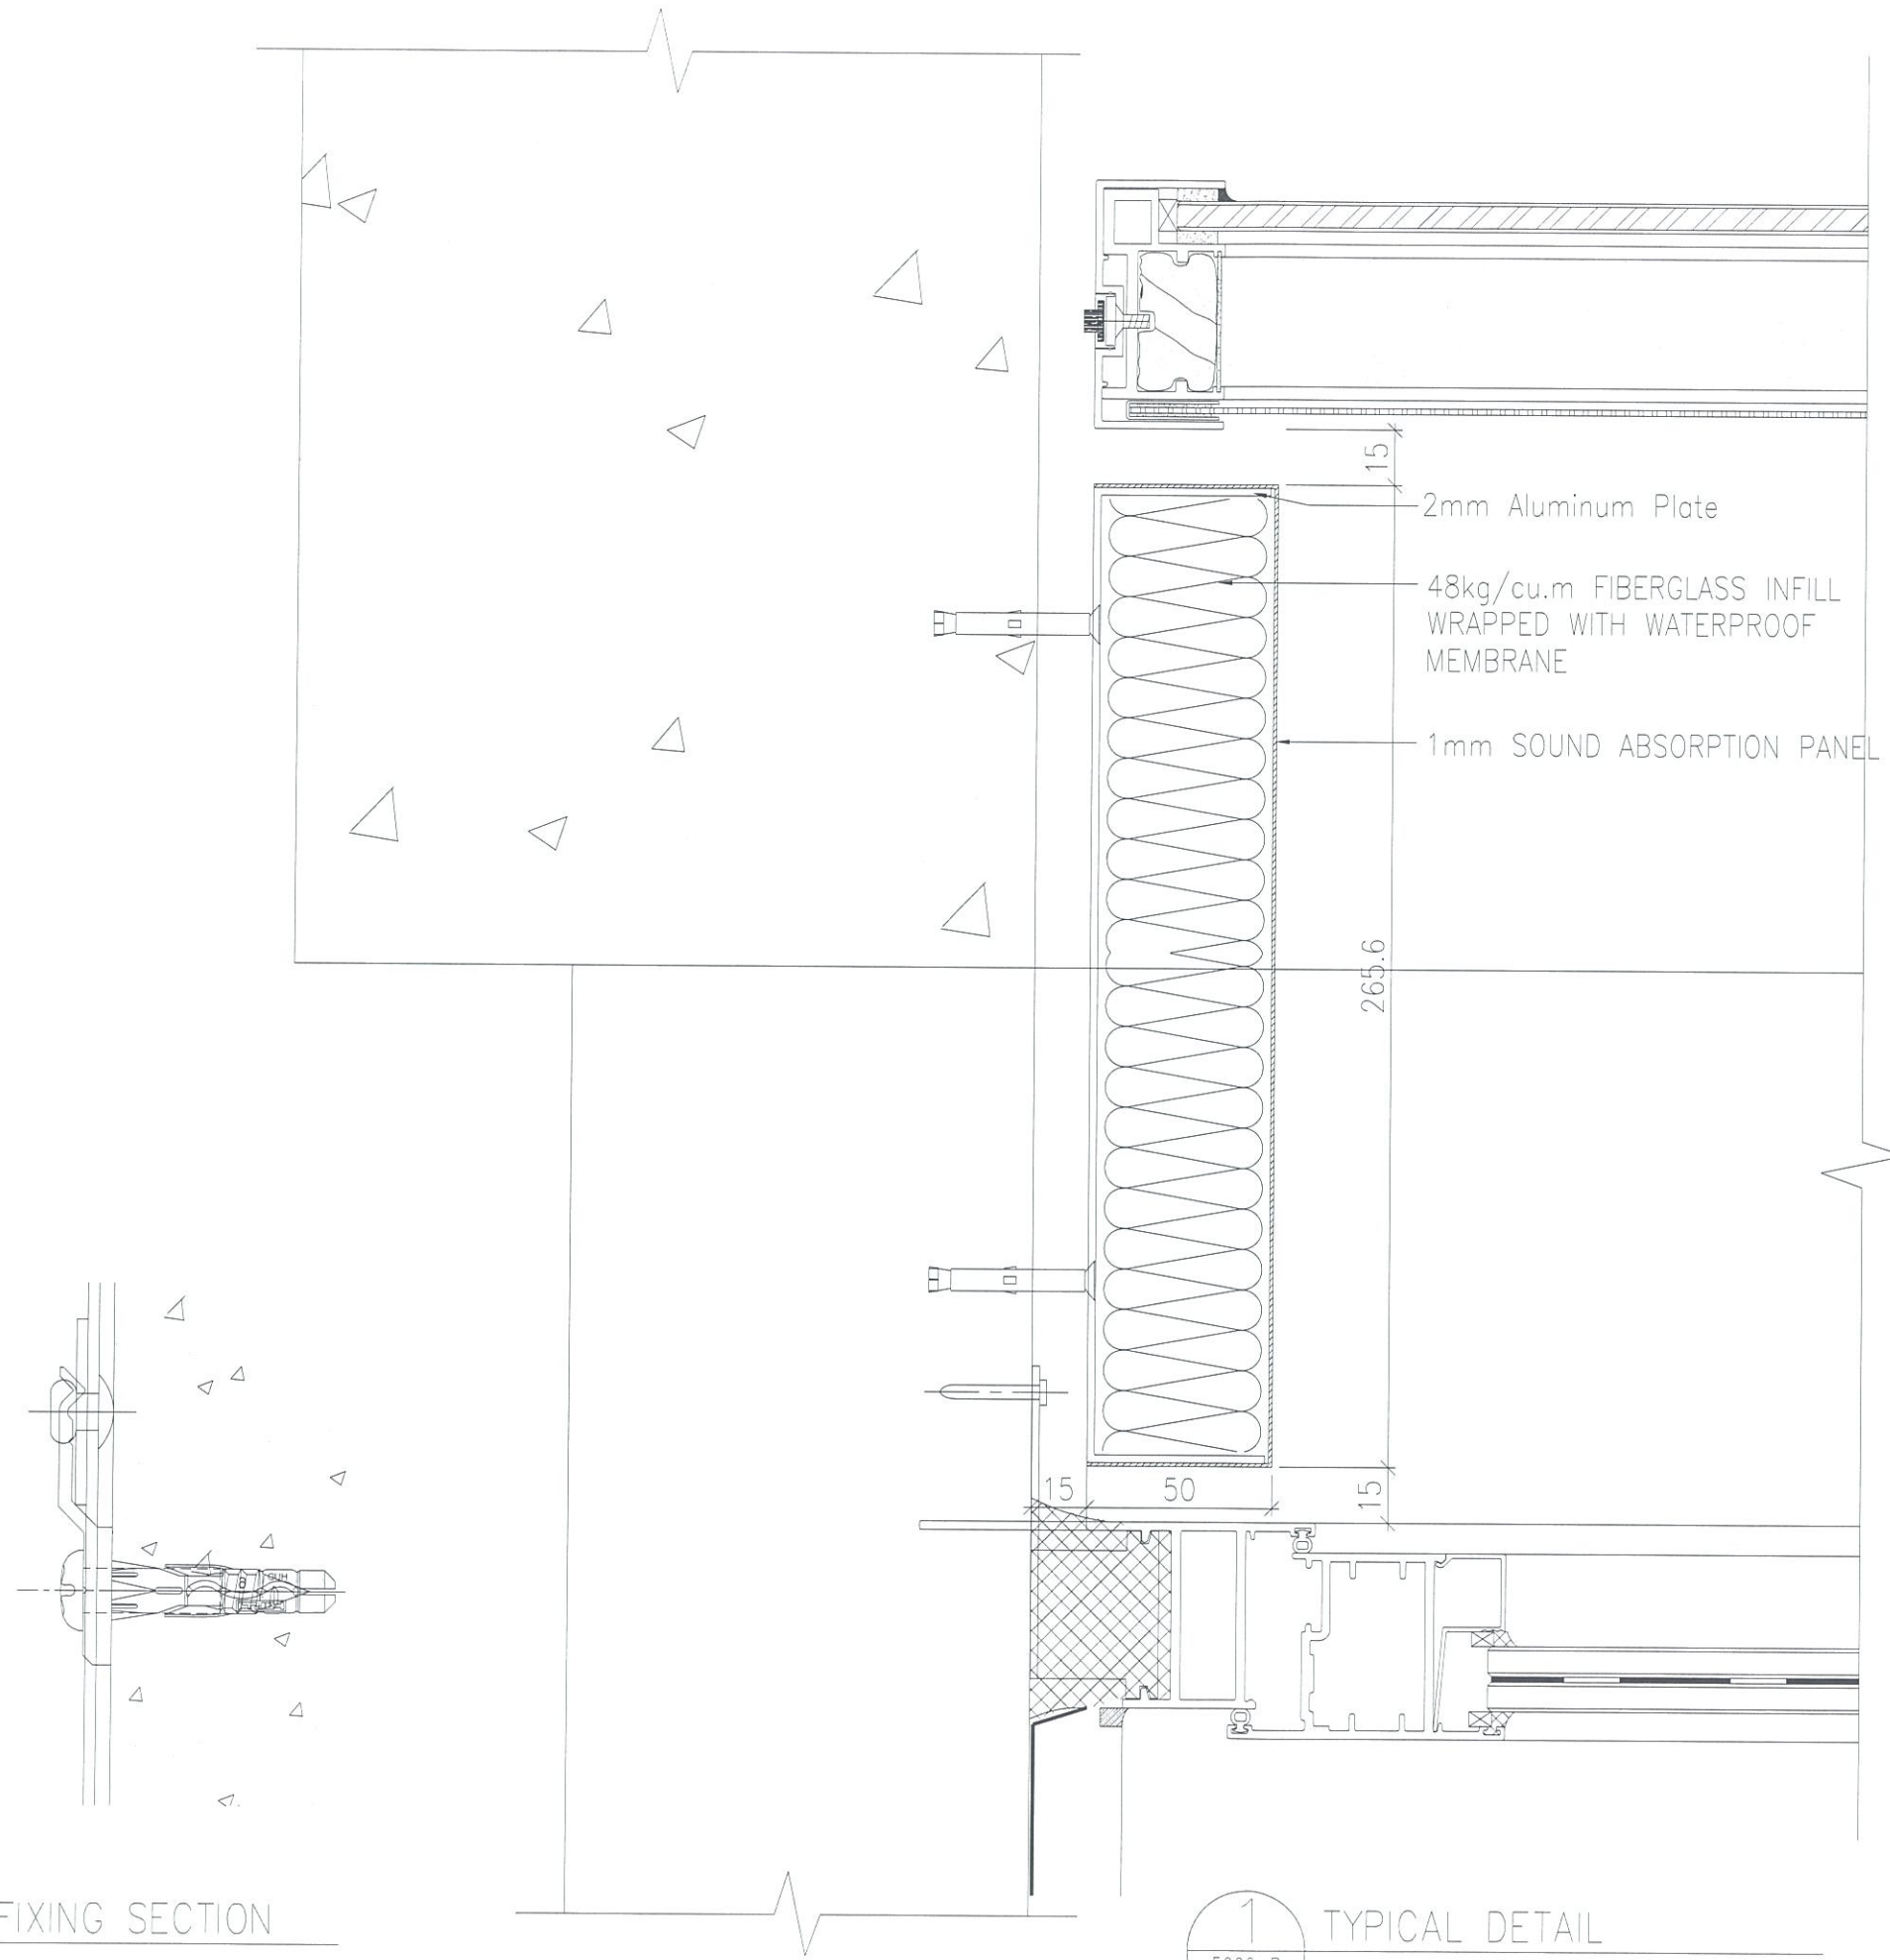 15
2mm Aluminum Plate
48kg/cu.m FIBERGLASS INFILL
WRAPPED WITH WATERPROOF
MEMBRANE
1mm SOUND ABSORPTION PANEL
265.6
15
50
15
FIXING SECTION
1
TYPICAL DETAIL